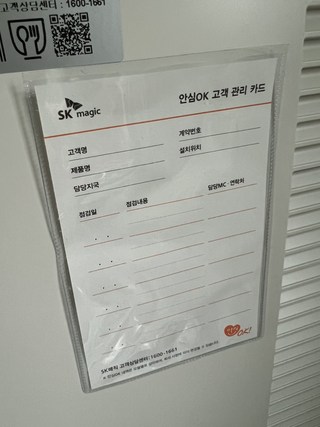 고객상담센터 : 1600-1661
SK magic
안심OK 고객 관리 카드
고객명
계약번호
제품명
설치위치
담당지국
점검일
점검내용
담당MC · 연락처
OK!
SK매직 고객상담센터:1600-1661